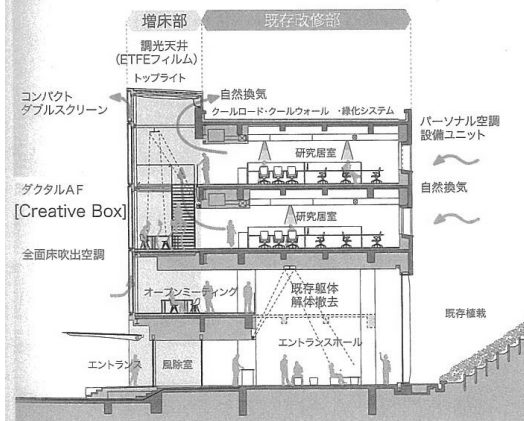 増床部
既存改修部
調光天井
(ETFEフィルム)
トップライト
コンパクト
ダブルスクリーン
自然換気
クールロード・クールウォール ・緑化システム
パーソナル空調
設備ユニット
研究居室
自然換気
ダクタルAF
[Creative Box]
研究居室
全面床吹出空調
オープンミーティング
既存躯体
解体撤去
既存植栽
エントランス
風除室
エントランスホール